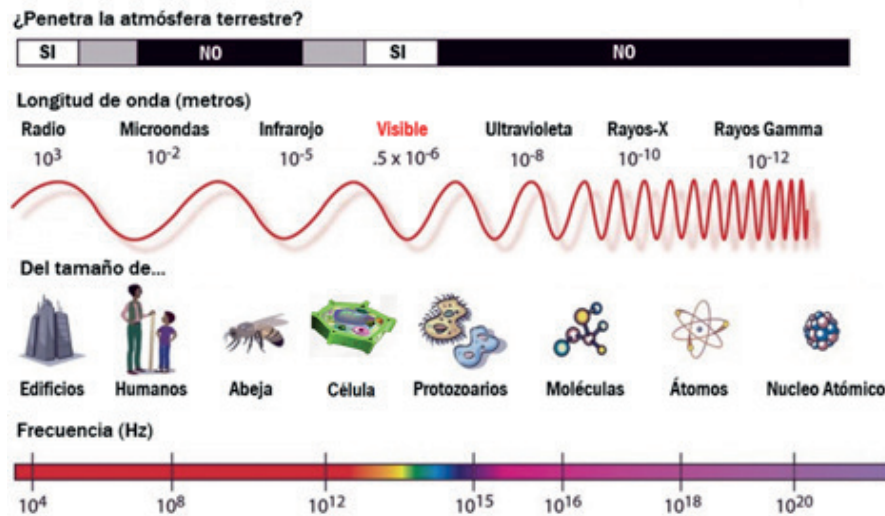 ¿Penetra la atmósfera terrestre?
SI NO SI NO
Longitud de onda (metros)
Radio Microondas Infrarojo Visible Ultravioleta Rayos-X Rayos Gamma
10³ 10⁻² 10⁻⁵ .5 x 10⁻⁶ 10⁻⁸ 10⁻¹⁰ 10⁻¹²
Del tamaño de...
Edificios Humanos Abeja Célula Protozoarios Moléculas Átomos Nucleo Atómico
Frecuencia (Hz)
10⁴ 10⁸ 10¹² 10¹⁵ 10¹⁶ 10¹⁸ 10²⁰